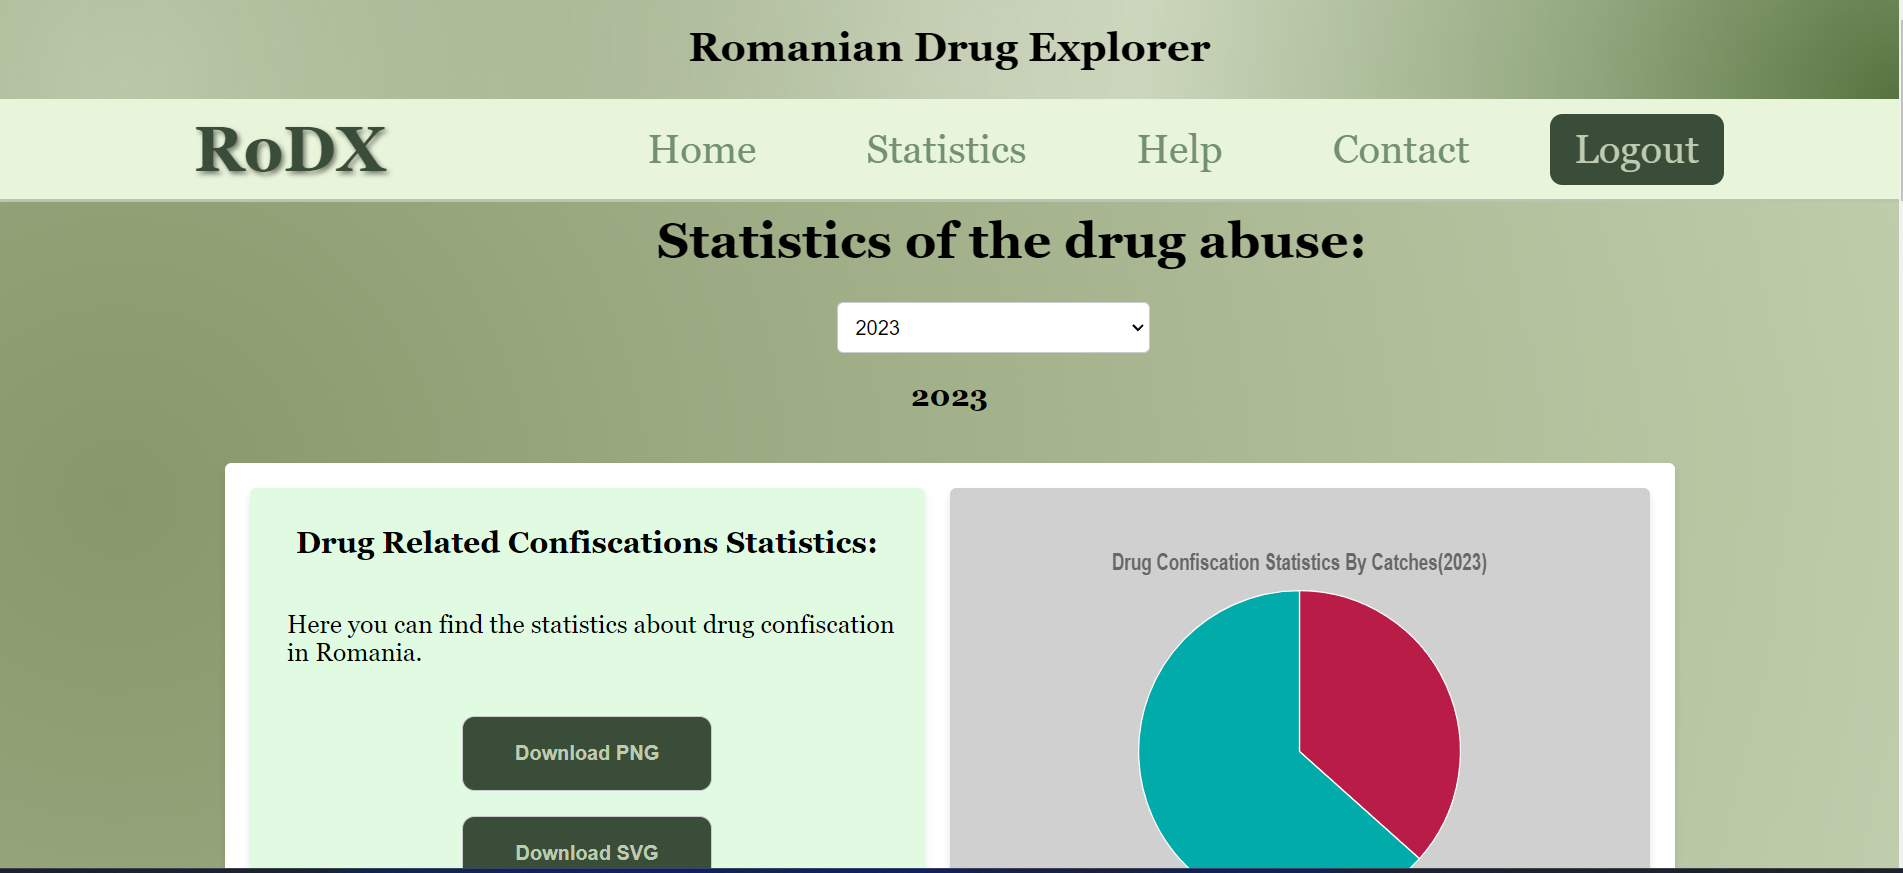 Romanian Drug Explorer
RoDX
Home
Statistics
Help
Contact
Logout
Statistics of the drug abuse:
2023
2023
Drug Related Confiscations Statistics:
Here you can find the statistics about drug confiscation
in Romania.
Download PNG
Download SVG
Drug Confiscation Statistics By Catches(2023)